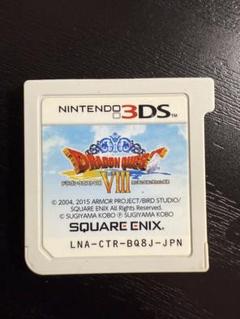 NINTENDO 3DS
DRAGON QUEST
VIII
© 2004, 2015 ARMOR PROJECT/BIRD STUDIO/
SQUARE ENIX All Rights Reserved.
© SUGIYAMA KOBO Ⓟ SUGIYAMA KOBO
SQUARE ENIX
LNA-CTR-BQ8J-JPN